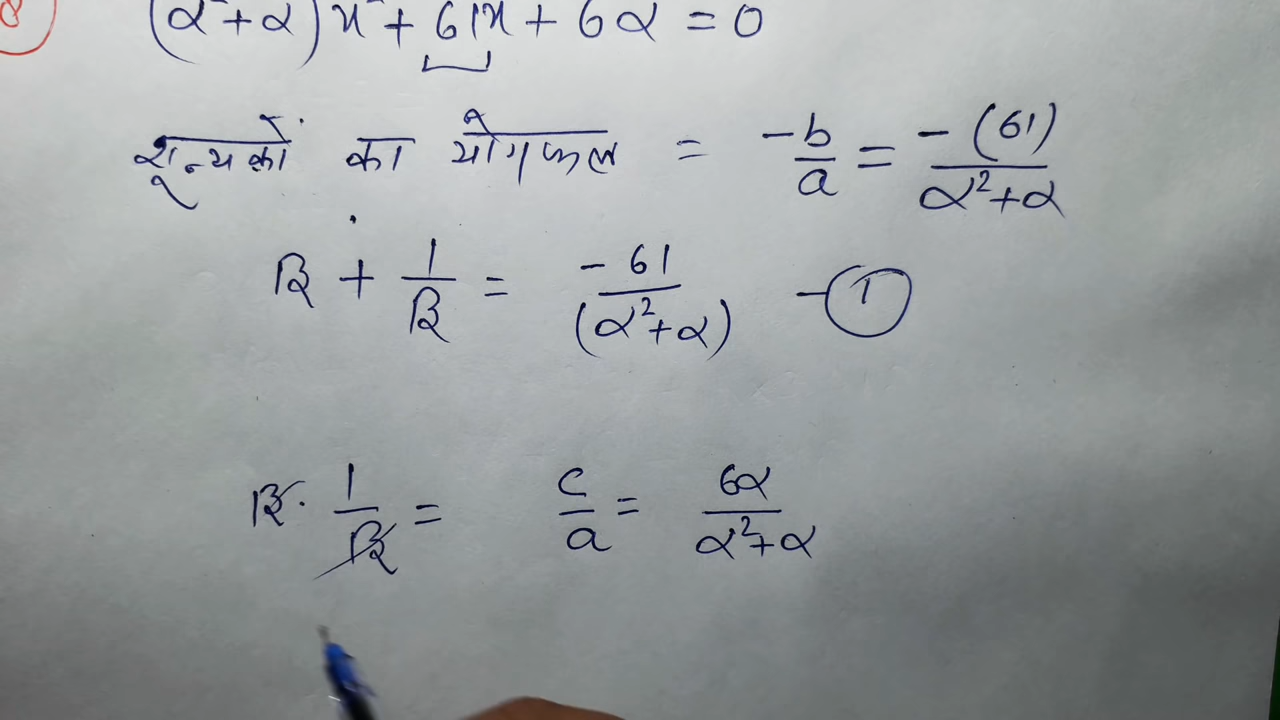 (α²+α)x²+61x+6α=0
शून्यकों का योगफल = -b/a = -(61)/α²+α
β + 1/β = -61/(α²+α) -①
β·1/β = c/a = 6α/α²+α